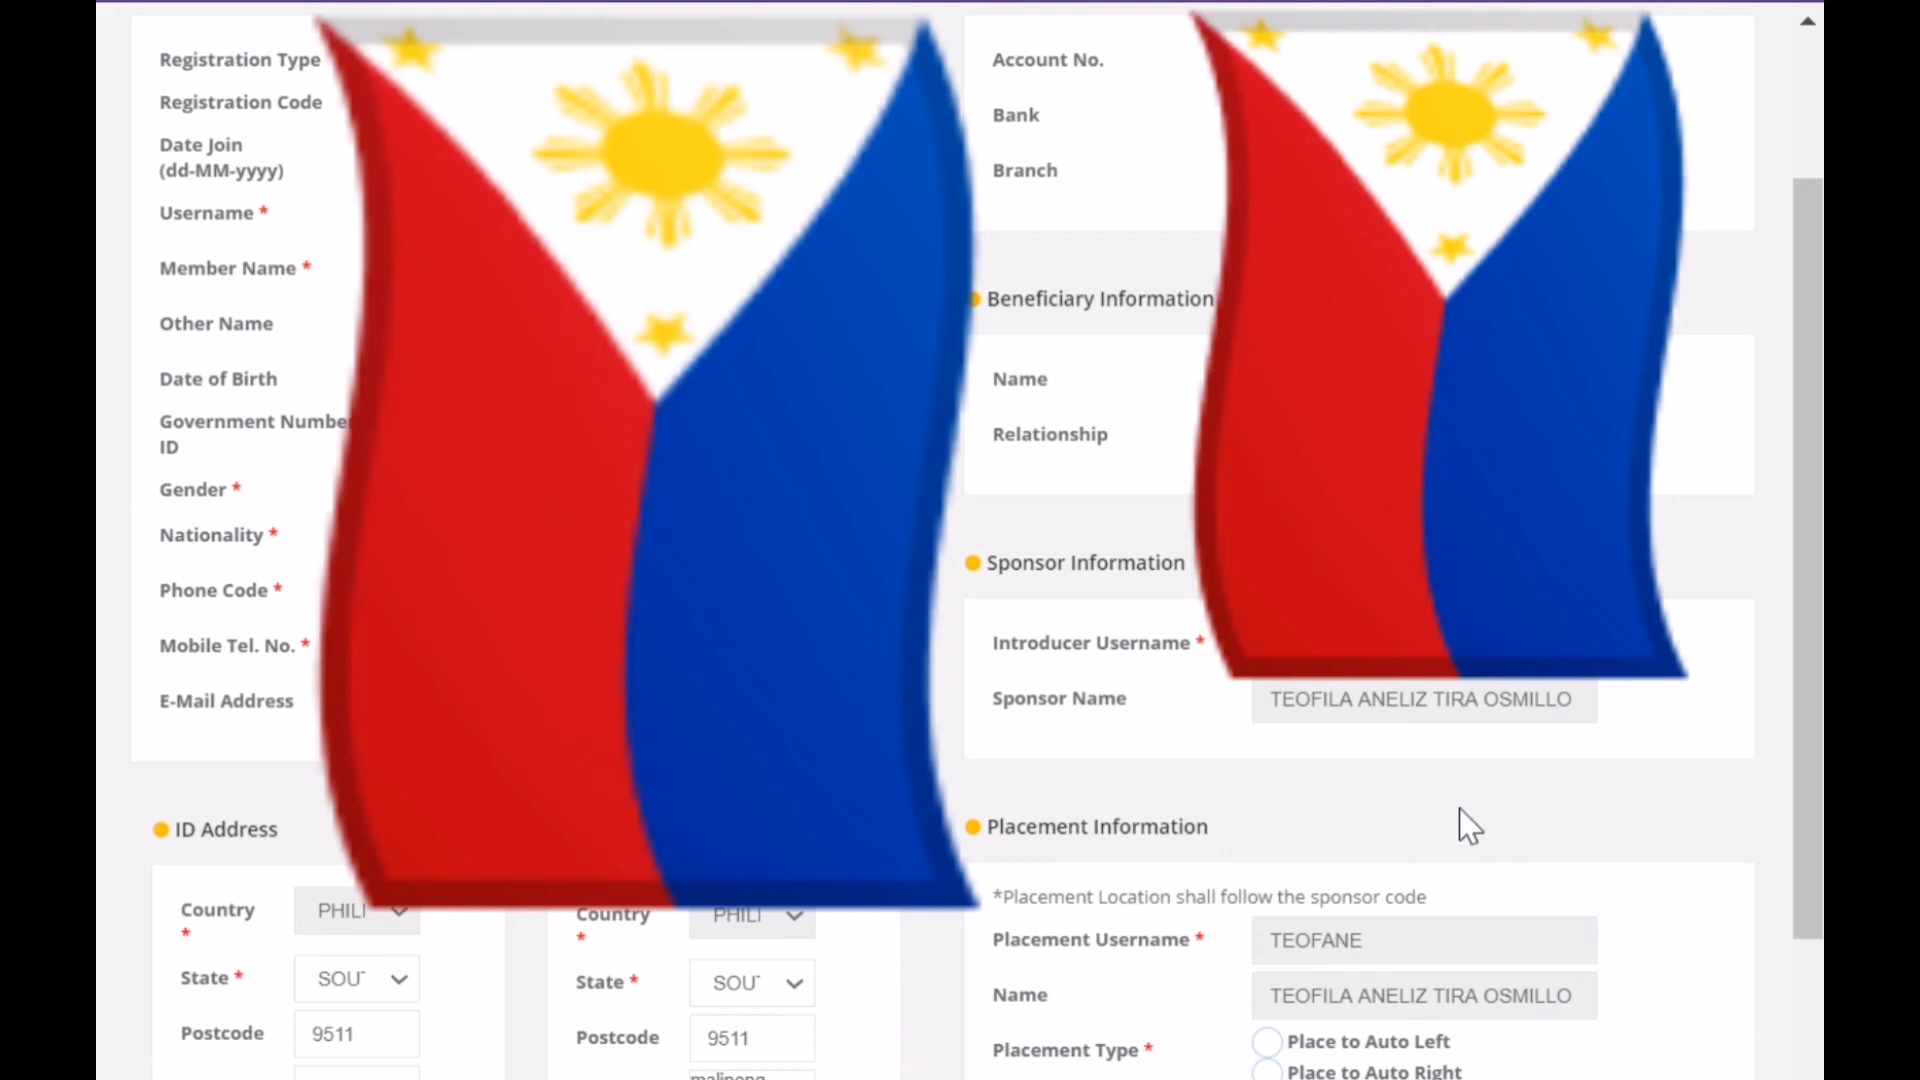 Registration Type
Registration Code
Date Join
(dd-MM-yyyy)
Username *
Member Name *
Other Name
Date of Birth
Government Number
ID
Gender *
Nationality *
Phone Code *
Mobile Tel. No. *
E-Mail Address
ID Address
Country
*
PHILI
State *
SOUT
Postcode
9511
Country
*
PHILI
State *
SOUT
Postcode
9511
Account No.
Bank
Branch
Beneficiary Information
Name
Relationship
Sponsor Information
Introducer Username *
Sponsor Name
TEOFILA ANELIZ TIRA OSMILLO
Placement Information
*Placement Location shall follow the sponsor code
Placement Username *
TEOFANE
Name
TEOFILA ANELIZ TIRA OSMILLO
Placement Type *
Place to Auto Left
Place to Auto Right